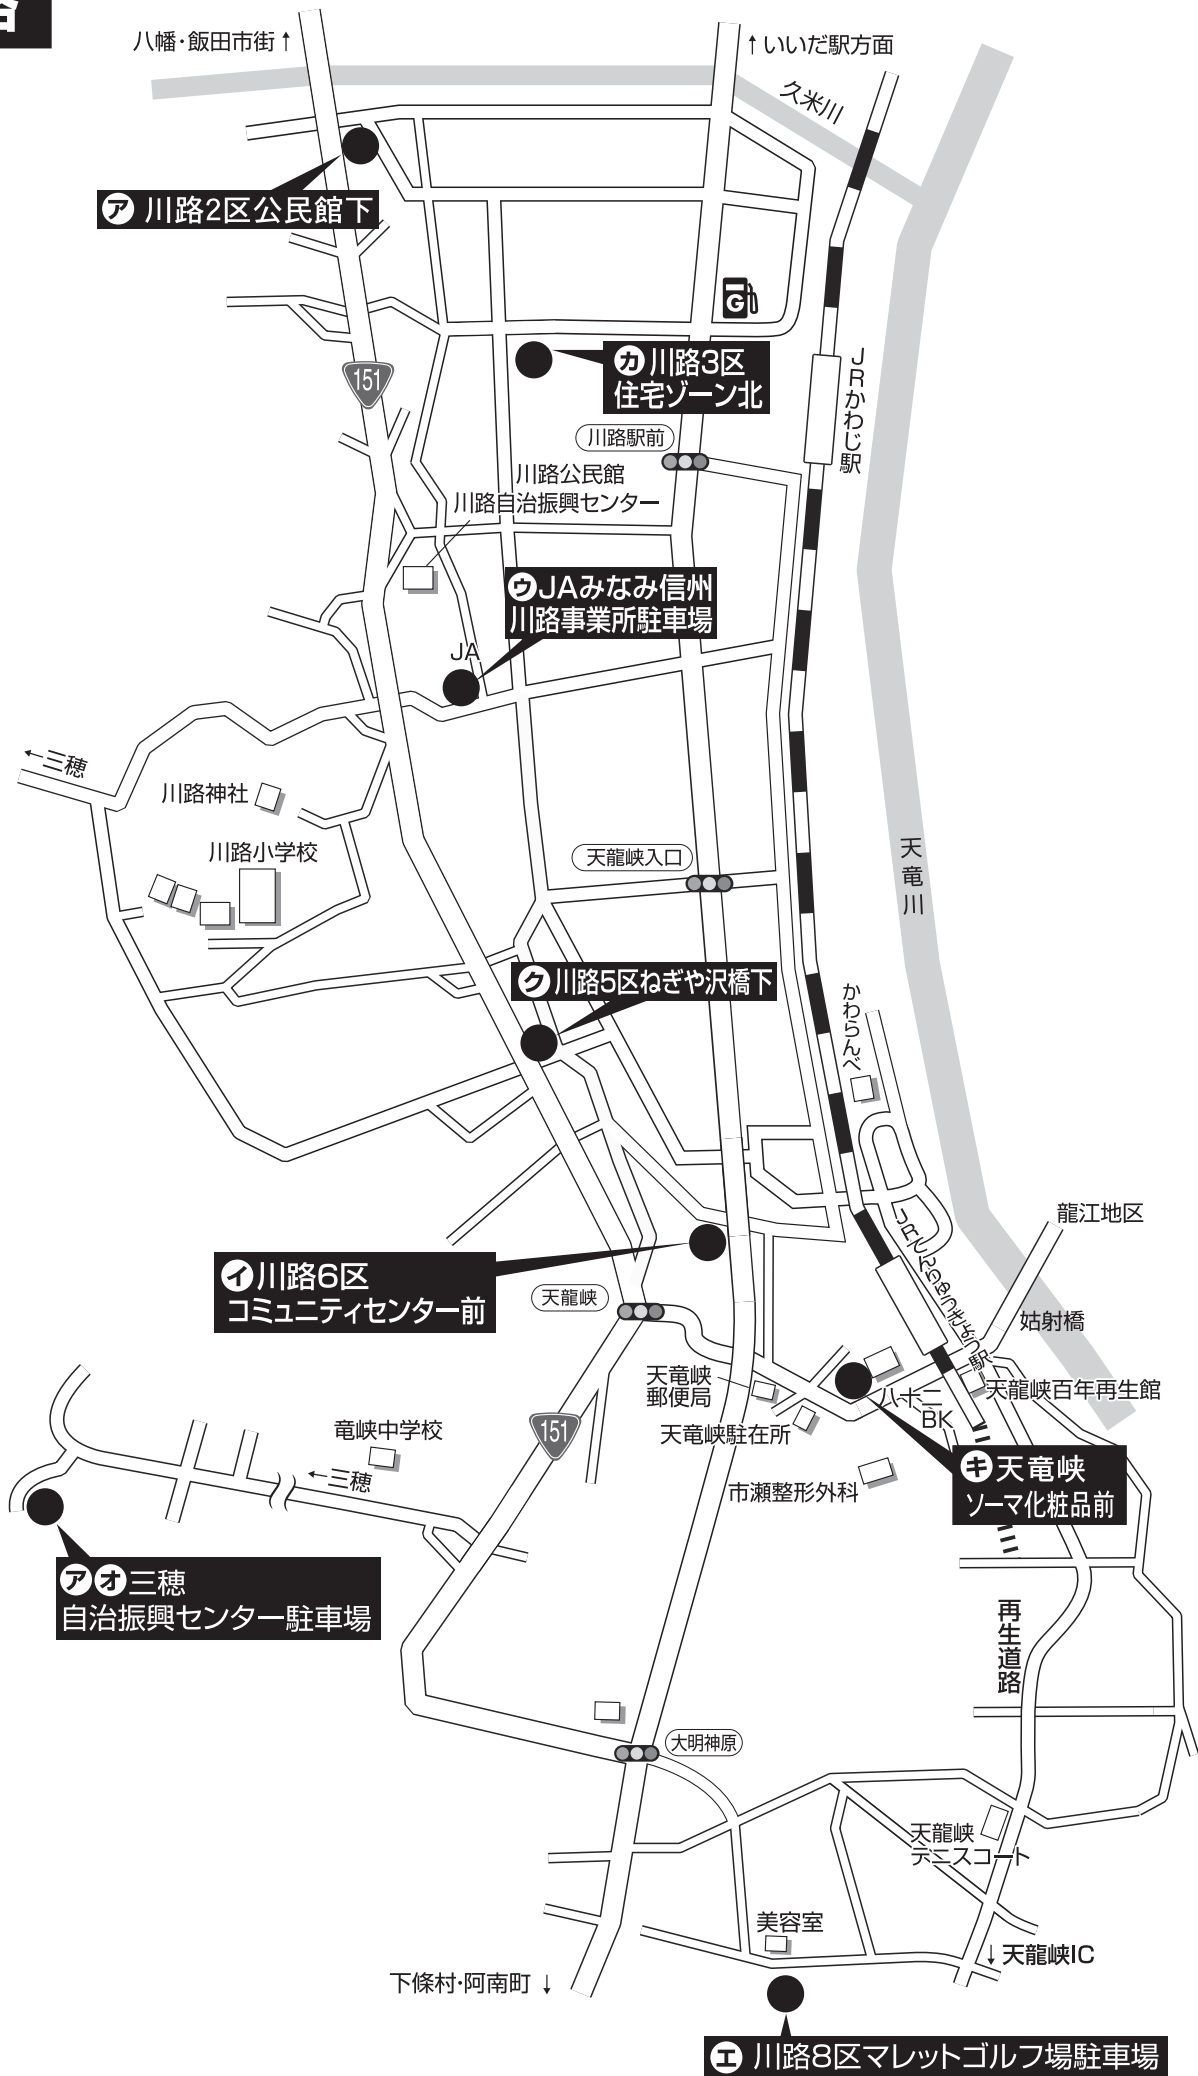 八幡・飯田市街↑
↑いいだ駅方面
久米川
ア 川路2区公民館下
G
カ 川路3区
住宅ゾーン北
151
JRかわじ駅
川路駅前
川路公民館
川路自治振興センター
ウ JAみなみ信州
川路事業所駐車場
JA
←三穂
川路神社
川路小学校
天龍峡入口
天竜川
ク 川路5区ねぎや沢橋下
かわらんべ
龍江地区
JRてんりゅうきょう駅
イ 川路6区
コミュニティセンター前
天龍峡
姑射橋
天竜峡
郵便局
八十二
BK
天龍峡百年再生館
151
天竜峡駐在所
竜峡中学校
←三穂
市瀬整形外科
キ 天竜峡
ソーマ化粧品前
アオ三穂
自治振興センター駐車場
再生道路
大明神原
天龍峡
テニスコート
美容室
↓天龍峡IC
下條村・阿南町↓
エ 川路8区マレットゴルフ場駐車場